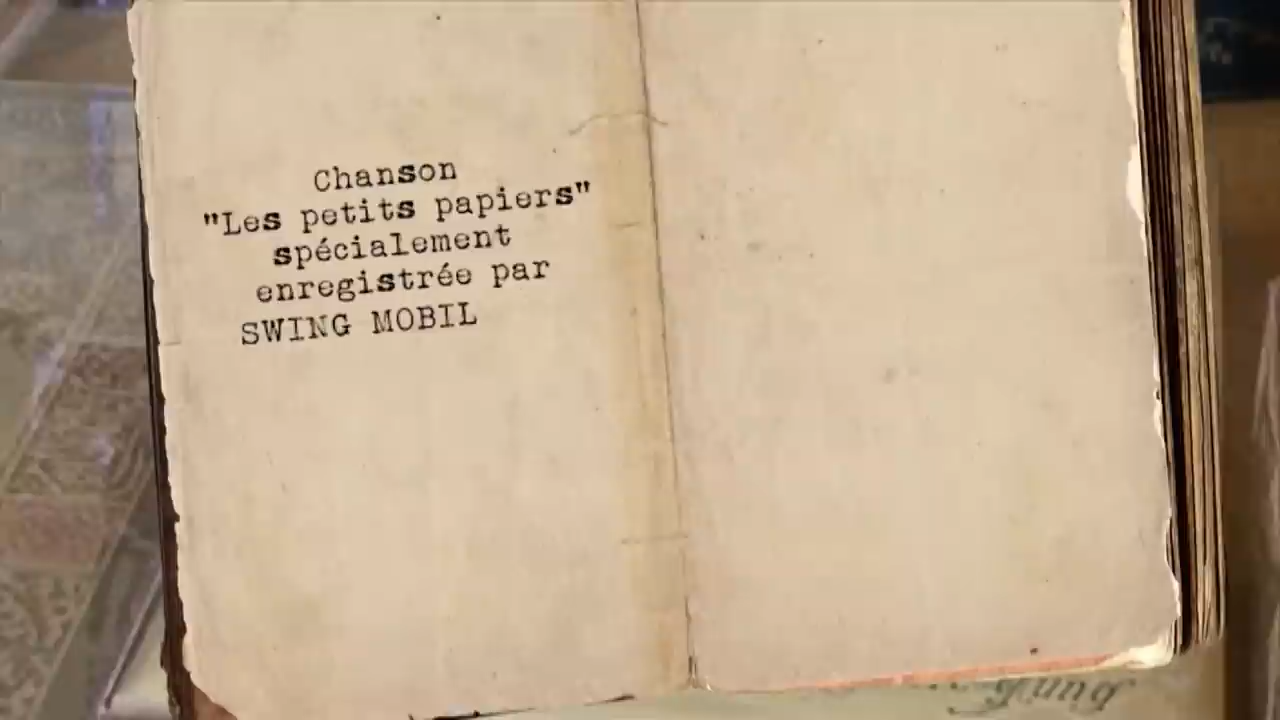 Chanson
"Les petits papiers"
spécialement
enregistrée par
SWING MOBIL